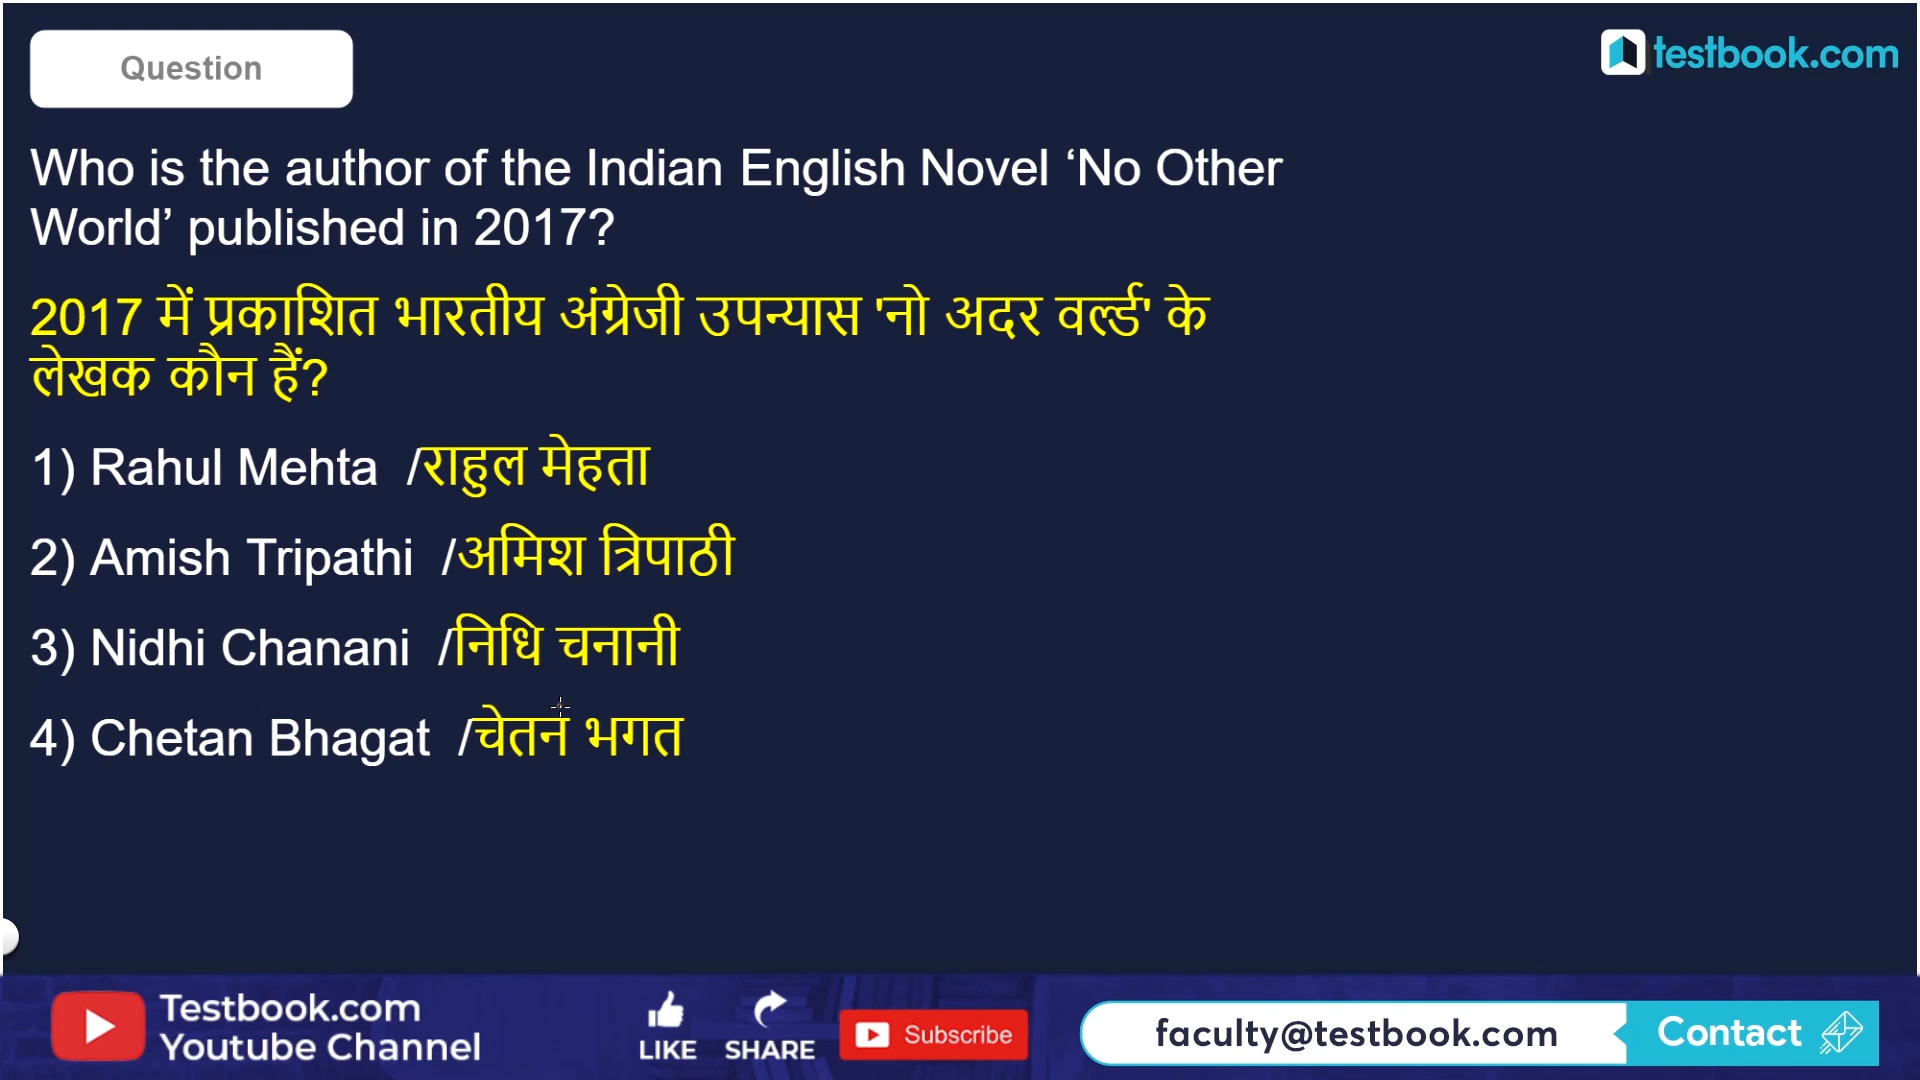 Question
testbook.com
Who is the author of the Indian English Novel ‘No Other
World’ published in 2017?
2017 में प्रकाशित भारतीय अंग्रेजी उपन्यास 'नो अदर वर्ल्ड' के
लेखक कौन हैं?
1) Rahul Mehta /राहुल मेहता
2) Amish Tripathi /अमिश त्रिपाठी
3) Nidhi Chanani /निधि चनानी
4) Chetan Bhagat /चेतन भगत
Testbook.com
Youtube Channel
LIKE SHARE Subscribe
faculty@testbook.com Contact